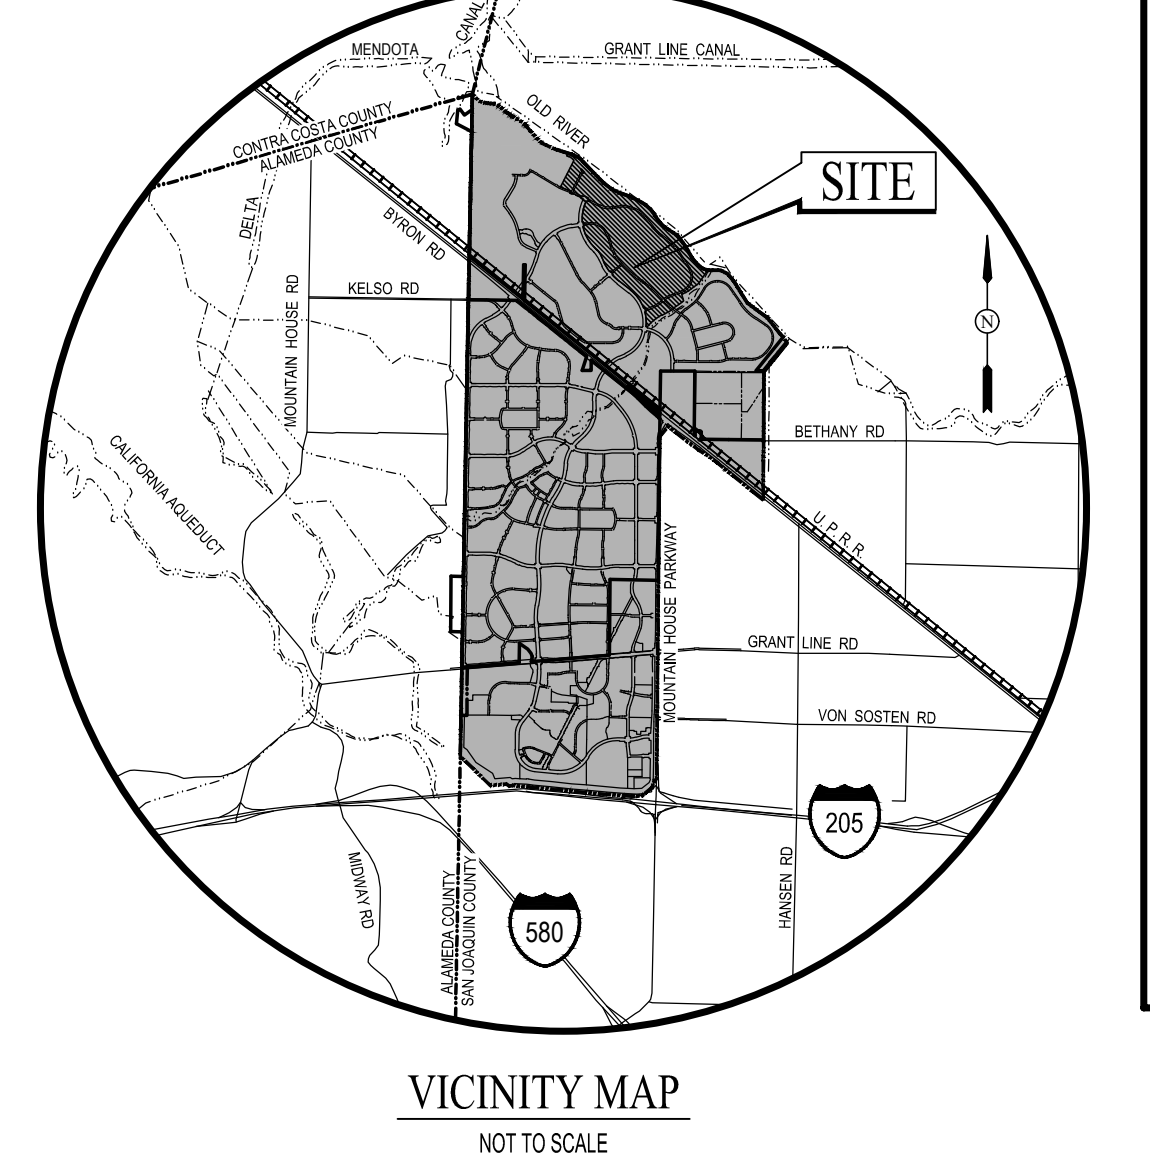 CANAL
MENDOTA
GRANT LINE CANAL
OLD RIVER
CONTRA COSTA COUNTY
ALAMEDA COUNTY
SITE
DELTA
BYRON RD
KELSO RD
MOUNTAIN HOUSE RD
N
BETHANY RD
CALIFORNIA AQUEDUCT
U.P.R.R.
MOUNTAIN HOUSE PARKWAY
GRANT LINE RD
VON SOSTEN RD
205
MIDWAY RD
HANSEN RD
ALAMEDA COUNTY
SAN JOAQUIN COUNTY
580
VICINITY MAP
NOT TO SCALE